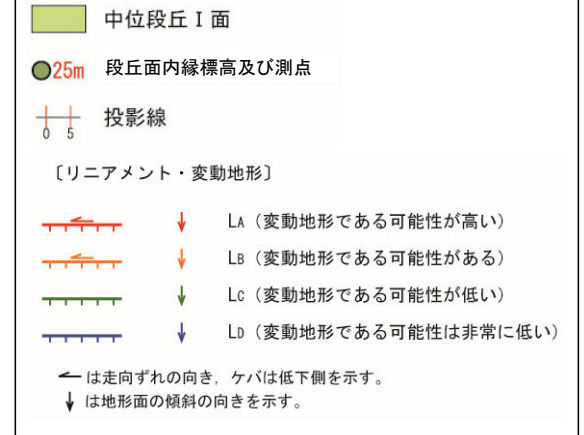 中位段丘Ⅰ面
25m 段丘面内縁標高及び測点
投影線
0 5
〔リニアメント・変動地形〕
LA（変動地形である可能性が高い）
LB（変動地形である可能性がある）
LC（変動地形である可能性が低い）
LD（変動地形である可能性は非常に低い）
は走向ずれの向き，ケバは低下側を示す。
は地形面の傾斜の向きを示す。